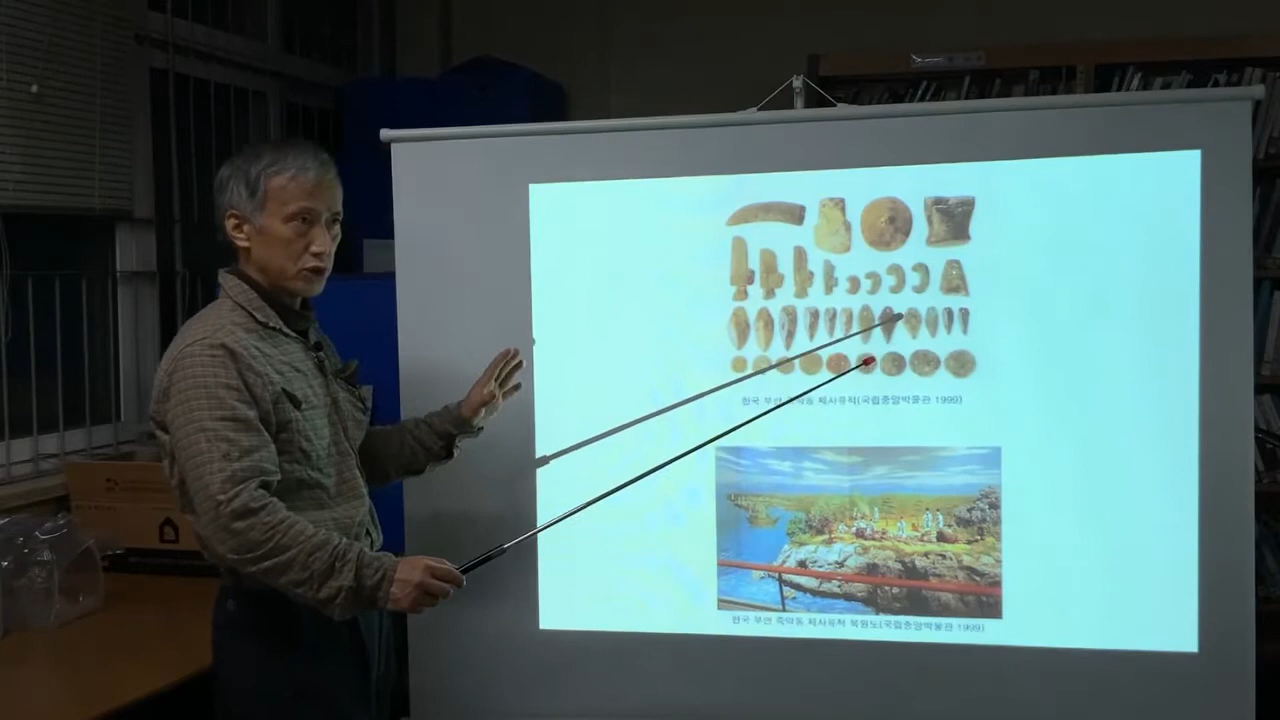 한국 부안 죽막동 제사유적(국립중앙박물관 1999)
한국 부안 죽막동 제사유적 복원도(국립중앙박물관 1999)